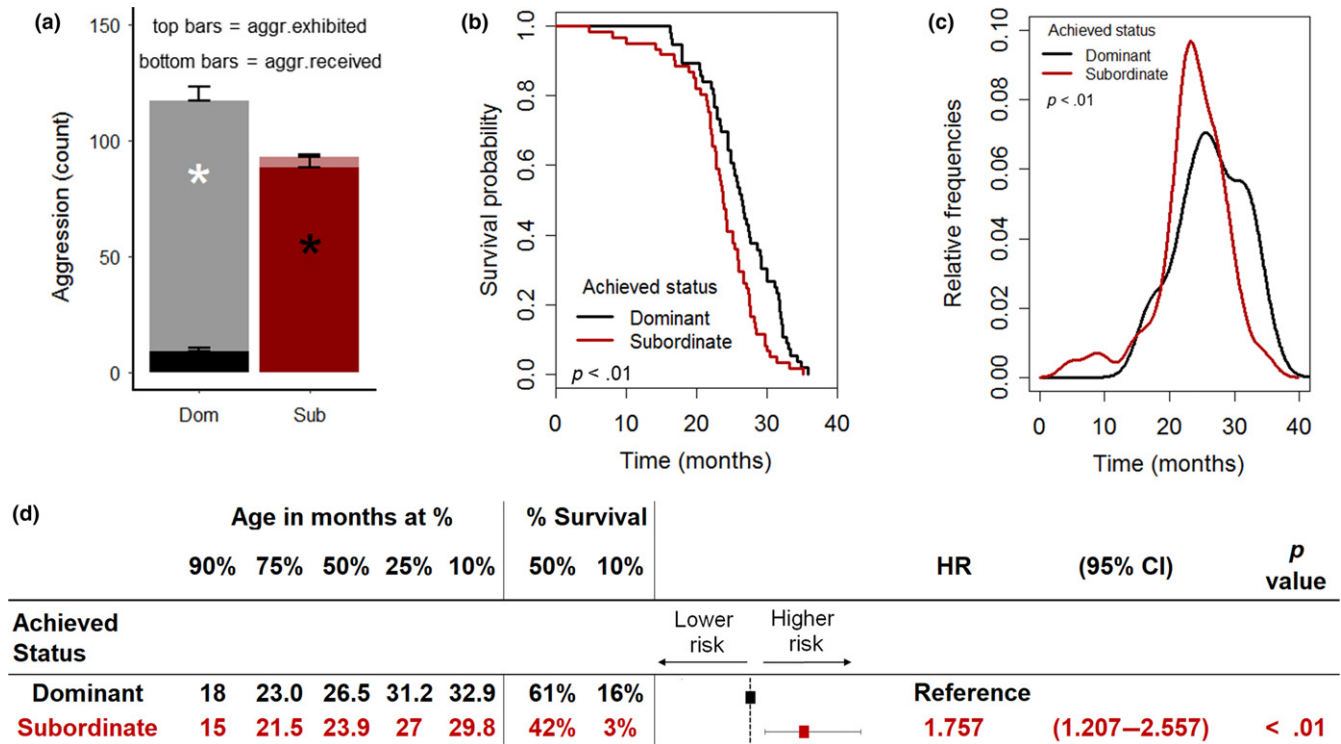 (a)
150
100
50
0
Aggression (count)
top bars = aggr.exhibited
bottom bars = aggr.received
*
*
Dom Sub
(b)
1.0
0.8
0.6
0.4
0.2
0.0
Survival probability
Achieved status
Dominant
Subordinate
p < .01
0 10 20 30 40
Time (months)
(c)
0.10
0.08
0.06
0.04
0.02
0.00
Relative frequencies
Achieved status
Dominant
Subordinate
p < .01
0 10 20 30 40
Time (months)
(d)
Age in months at % % Survival
90% 75% 50% 25% 10% 50% 10% HR (95% CI) p value
Achieved Status
Lower risk
Higher risk
Dominant 18 23.0 26.5 31.2 32.9 61% 16% Reference
Subordinate 15 21.5 23.9 27 29.8 42% 3% 1.757 (1.207–2.557) < .01